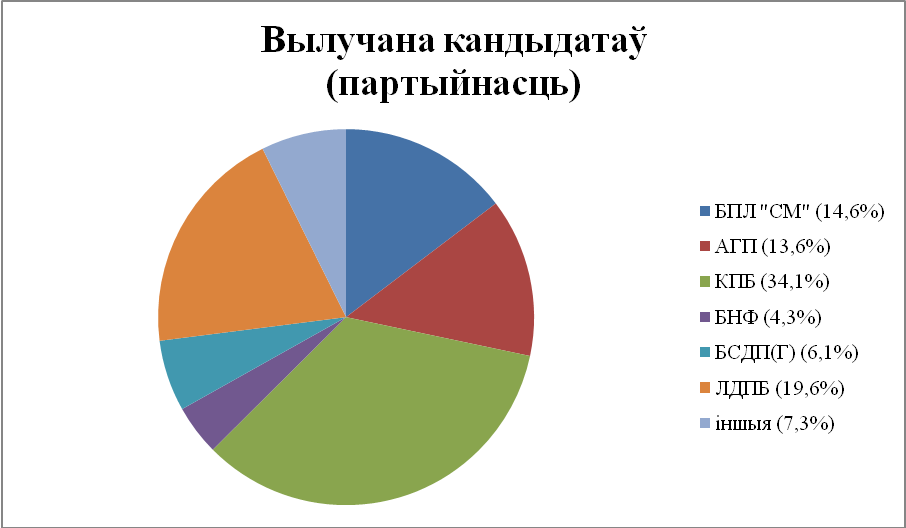 Вылучана кандыдатаў
(партыйнасць)
БПЛ "СМ" (14,6%)
АГП (13,6%)
КПБ (34,1%)
БНФ (4,3%)
БСДП(Г) (6,1%)
ЛДПБ (19,6%)
іншыя (7,3%)